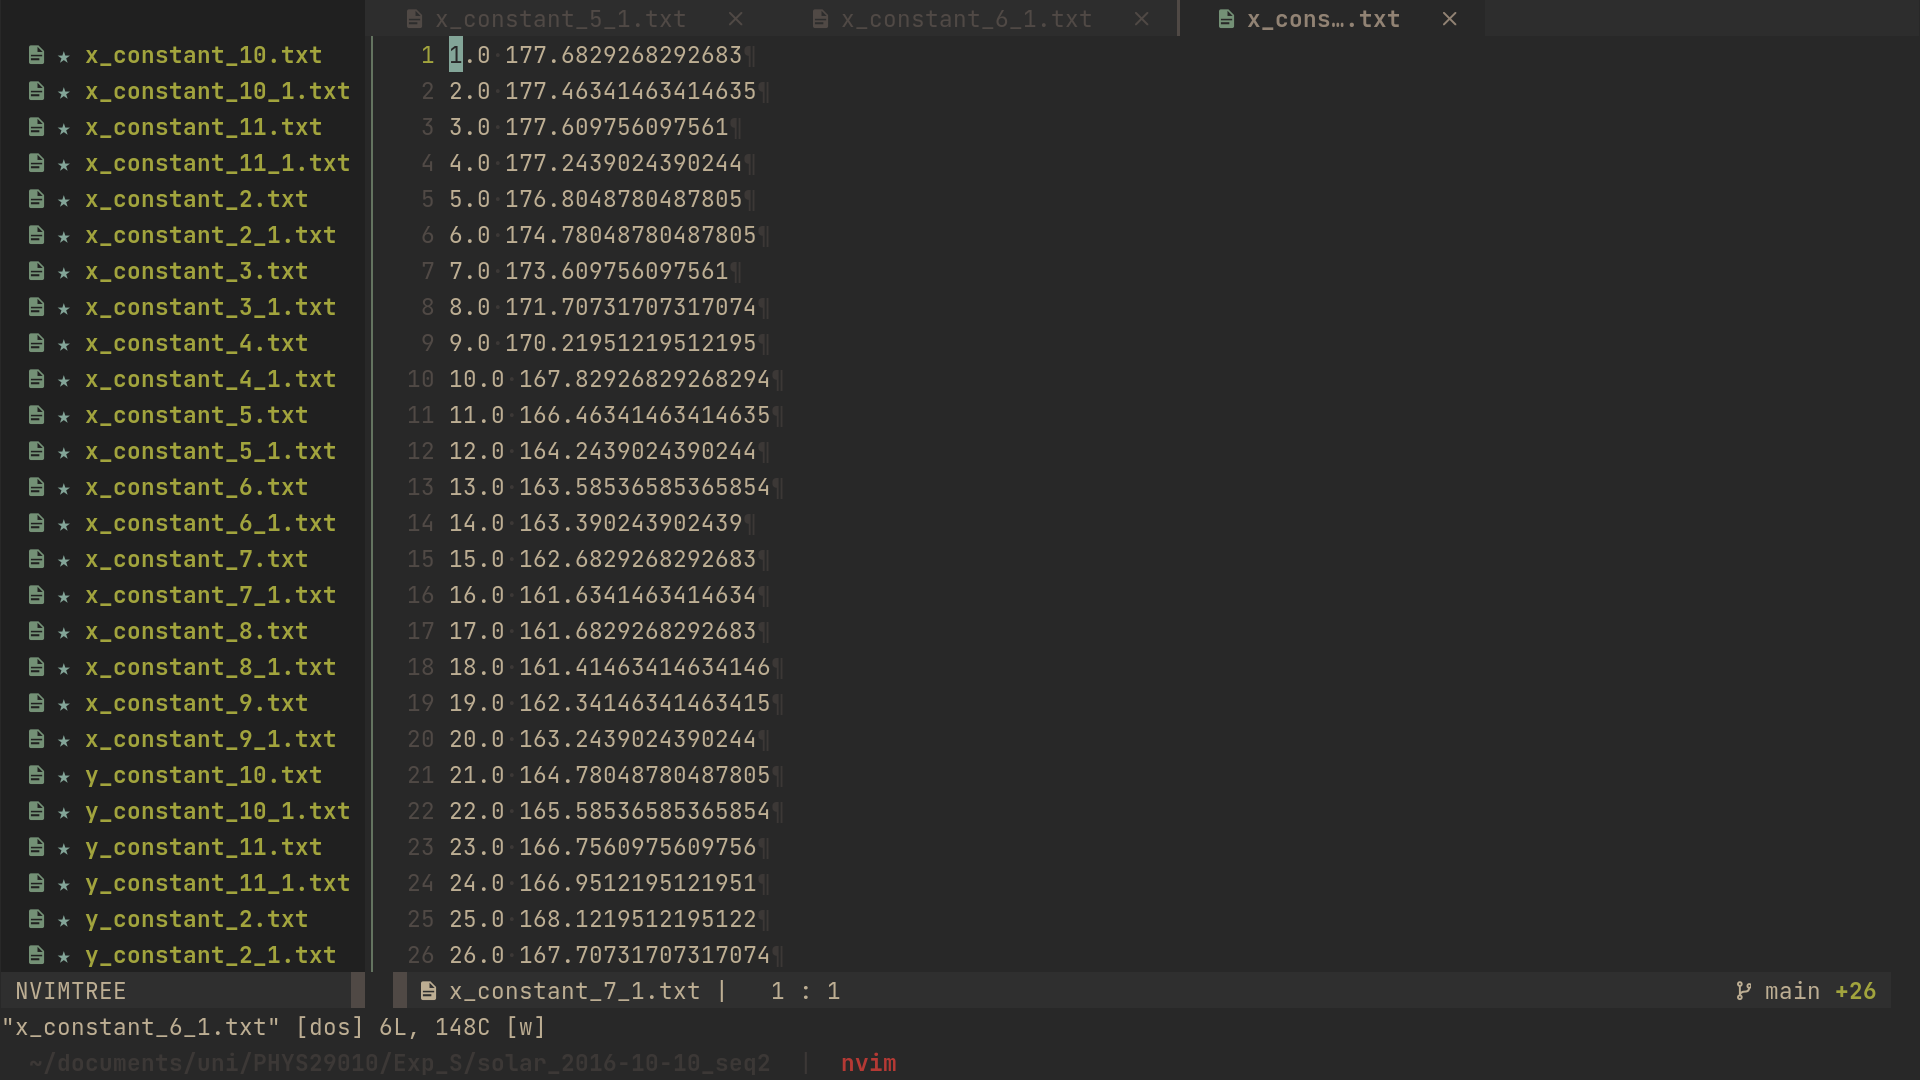 x_constant_5_1.txt × x_constant_6_1.txt × x_cons….txt ×
x_constant_10.txt
x_constant_10_1.txt
x_constant_11.txt
x_constant_11_1.txt
x_constant_2.txt
x_constant_2_1.txt
x_constant_3.txt
x_constant_3_1.txt
x_constant_4.txt
x_constant_4_1.txt
x_constant_5.txt
x_constant_5_1.txt
x_constant_6.txt
x_constant_6_1.txt
x_constant_7.txt
x_constant_7_1.txt
x_constant_8.txt
x_constant_8_1.txt
x_constant_9.txt
x_constant_9_1.txt
y_constant_10.txt
y_constant_10_1.txt
y_constant_11.txt
y_constant_11_1.txt
y_constant_2.txt
y_constant_2_1.txt
1 1.0·177.6829268292683¶
2 2.0·177.46341463414635¶
3 3.0·177.609756097561¶
4 4.0·177.2439024390244¶
5 5.0·176.8048780487805¶
6 6.0·174.78048780487805¶
7 7.0·173.609756097561¶
8 8.0·171.70731707317074¶
9 9.0·170.21951219512195¶
10 10.0·167.82926829268294¶
11 11.0·166.46341463414635¶
12 12.0·164.2439024390244¶
13 13.0·163.58536585365854¶
14 14.0·163.390243902439¶
15 15.0·162.6829268292683¶
16 16.0·161.6341463414634¶
17 17.0·161.6829268292683¶
18 18.0·161.41463414634146¶
19 19.0·162.34146341463415¶
20 20.0·163.2439024390244¶
21 21.0·164.78048780487805¶
22 22.0·165.58536585365854¶
23 23.0·166.7560975609756¶
24 24.0·166.9512195121951¶
25 25.0·168.1219512195122¶
26 26.0·167.70731707317074¶
NVIMTREE x_constant_7_1.txt | 1 : 1 main +26
"x_constant_6_1.txt" [dos] 6L, 148C [w]
~/documents/uni/PHYS29010/Exp_S/solar_2016-10-10_seq2 | nvim